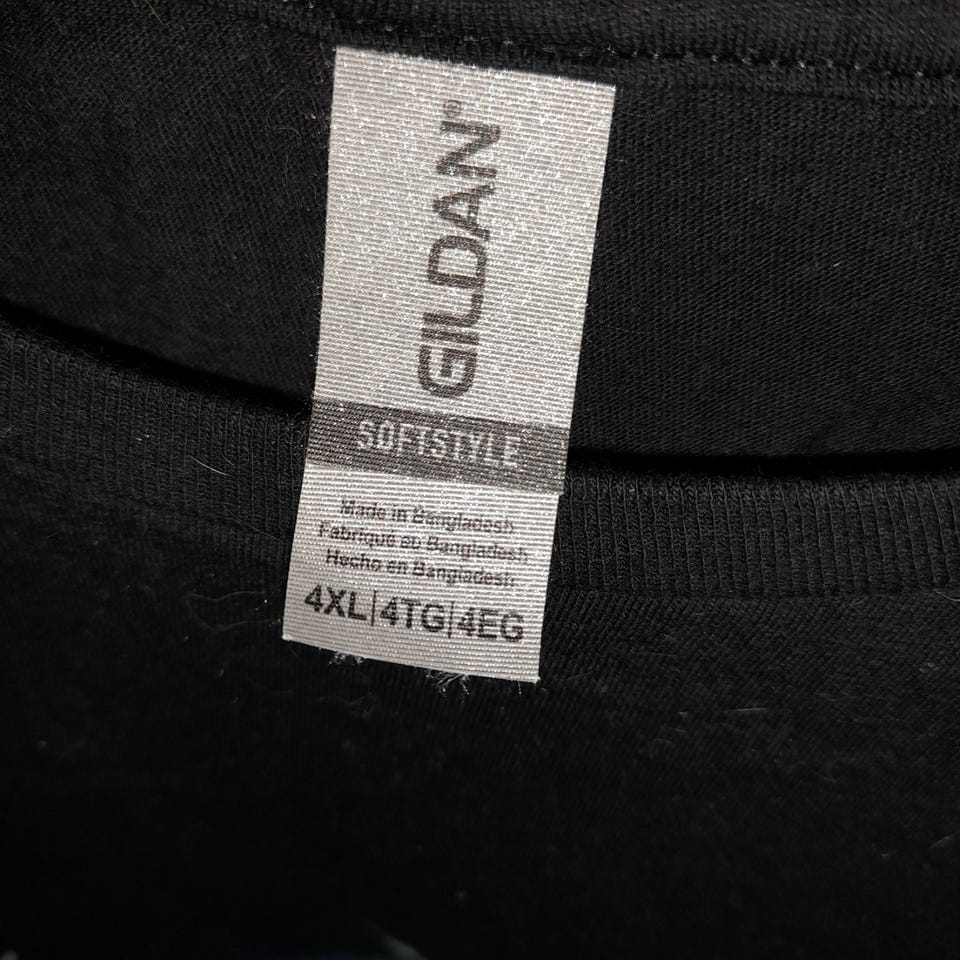 GILDAN®
SOFTSTYLE
Made in Bangladesh
Fabriqué au Bangladesh
Hecho en Bangladesh
4XL|4TG|4EG